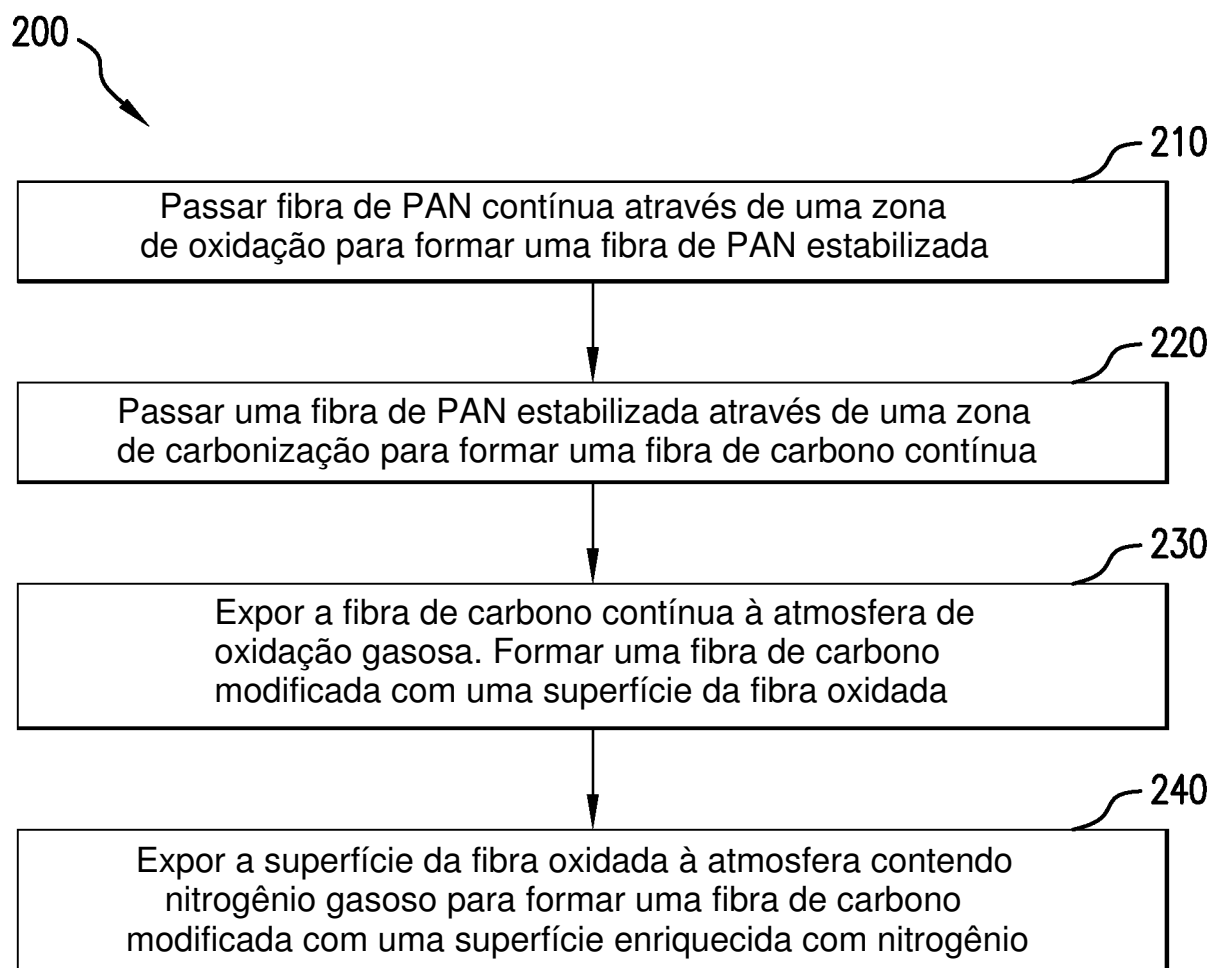 200
210
Passar fibra de PAN contínua através de uma zona
de oxidação para formar uma fibra de PAN estabilizada
220
Passar uma fibra de PAN estabilizada através de uma zona
de carbonização para formar uma fibra de carbono contínua
230
Expor a fibra de carbono contínua à atmosfera de
oxidação gasosa. Formar uma fibra de carbono
modificada com uma superfície da fibra oxidada
240
Expor a superfície da fibra oxidada à atmosfera contendo
nitrogênio gasoso para formar uma fibra de carbono
modificada com uma superfície enriquecida com nitrogênio